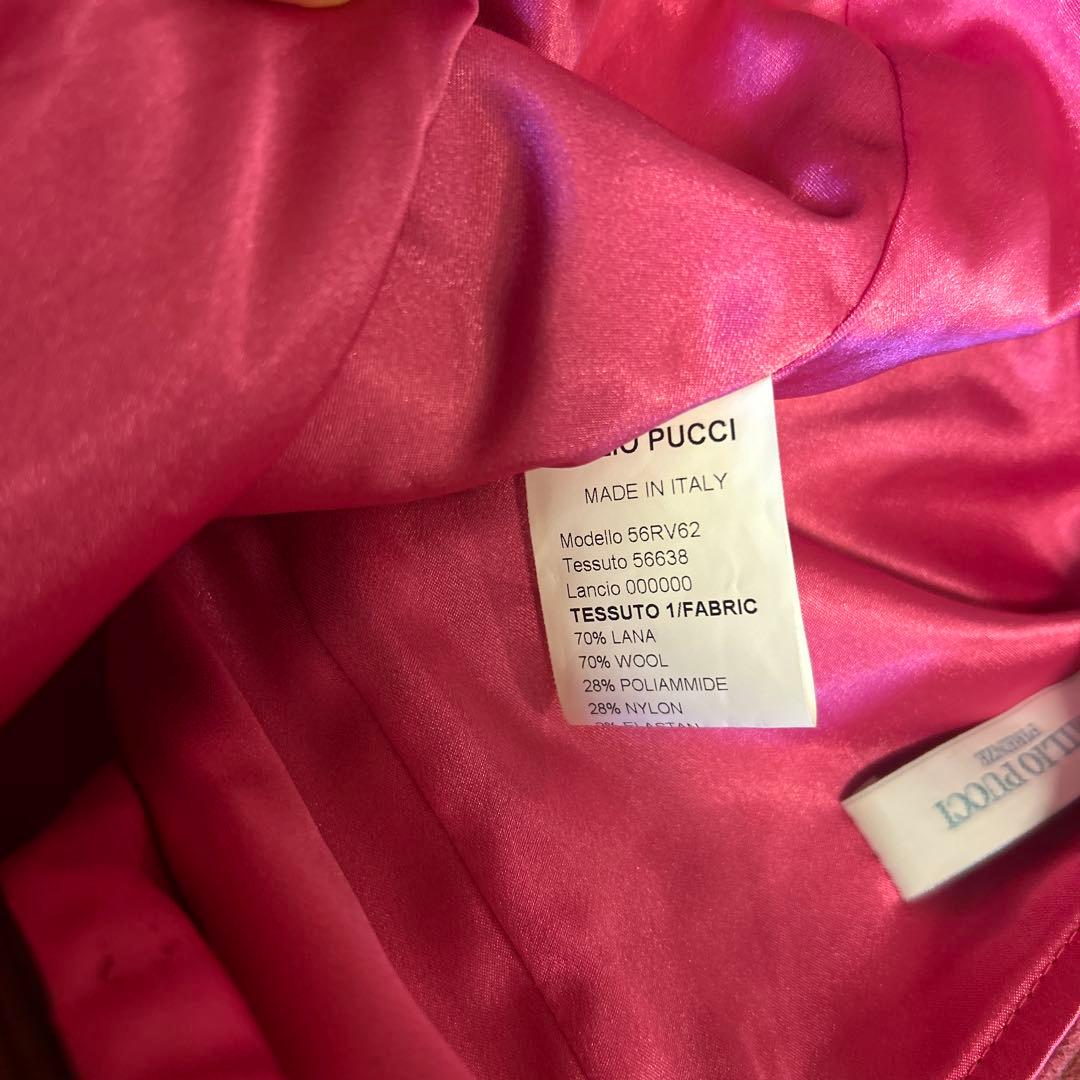 PUCCI
MADE IN ITALY
Modello 56RV62
Tessuto 56638
Lancio 000000
TESSUTO 1/FABRIC
70% LANA
70% WOOL
28% POLIAMMIDE
28% NYLON
PUCCI
FIRENZE